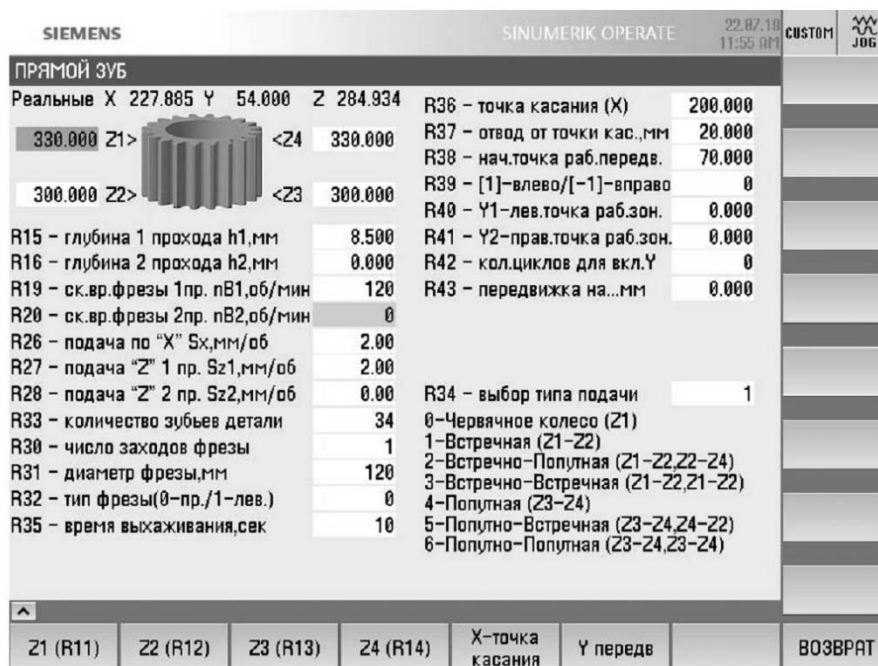 SIEMENS
SINUMERIK OPERATE
22.07.19
11:55 AM
CUSTOM
JOG
ПРЯМОЙ ЗУБ
Реальные X 227.885 Y 54.000 Z 284.934
330.000 Z1> <Z4 330.000
300.000 Z2> <Z3 300.000
R15 – глубина 1 прохода h1,мм 8.500
R16 – глубина 2 прохода h2,мм 0.000
R19 – ск.вр.фрезы 1пр. nB1,об/мин 120
R20 – ск.вр.фрезы 2пр. nB2,об/мин 0
R26 – подача по "X" Sx,мм/об 2.00
R27 – подача "Z" 1 пр. Sz1,мм/об 2.00
R28 – подача "Z" 2 пр. Sz2,мм/об 0.00
R33 – количество зубьев детали 34
R30 – число заходов фрезы 1
R31 – диаметр фрезы,мм 120
R32 – тип фрезы(0-пр./1-лев.) 0
R35 – время выхаживания,сек 10
R36 – точка касания (X) 200.000
R37 – отвод от точки кас.,мм 20.000
R38 – нач.точка раб.передв. 70.000
R39 – [1]-влево/[-1]-вправо 0
R40 – Y1-лев.точка раб.зон. 0.000
R41 – Y2-прав.точка раб.зон. 0.000
R42 – кол.циклов для вкл.Y 0
R43 – передвижка на...мм 0.000
R34 – выбор типа подачи 1
0-Червячное колесо (Z1)
1-Встречная (Z1-Z2)
2-Встречно-Попутная (Z1-Z2,Z2-Z4)
3-Встречно-Встречная (Z1-Z2,Z1-Z2)
4-Попутная (Z3-Z4)
5-Попутно-Встречная (Z3-Z4,Z4-Z2)
6-Попутно-Попутная (Z3-Z4,Z3-Z4)
Z1 (R11)
Z2 (R12)
Z3 (R13)
Z4 (R14)
X-точка
касания
Y передв
ВОЗВРАТ